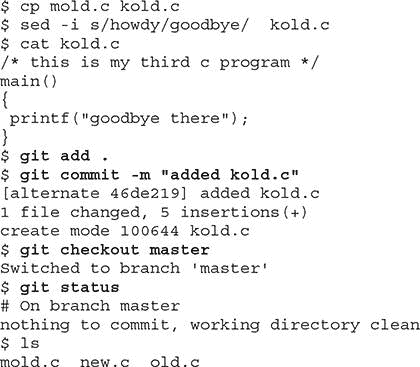 $ cp mold.c kold.c
$ sed -i s/howdy/goodbye/  kold.c
$ cat kold.c
/* this is my third c program */
main()
{
 printf("goodbye there");
}
$ git add .
$ git commit -m "added kold.c"
[alternate 46de219] added kold.c
1 file changed, 5 insertions(+)
create mode 100644 kold.c
$ git checkout master
Switched to branch 'master'
$ git status
# On branch master
nothing to commit, working directory clean
$ ls
mold.c  new.c  old.c